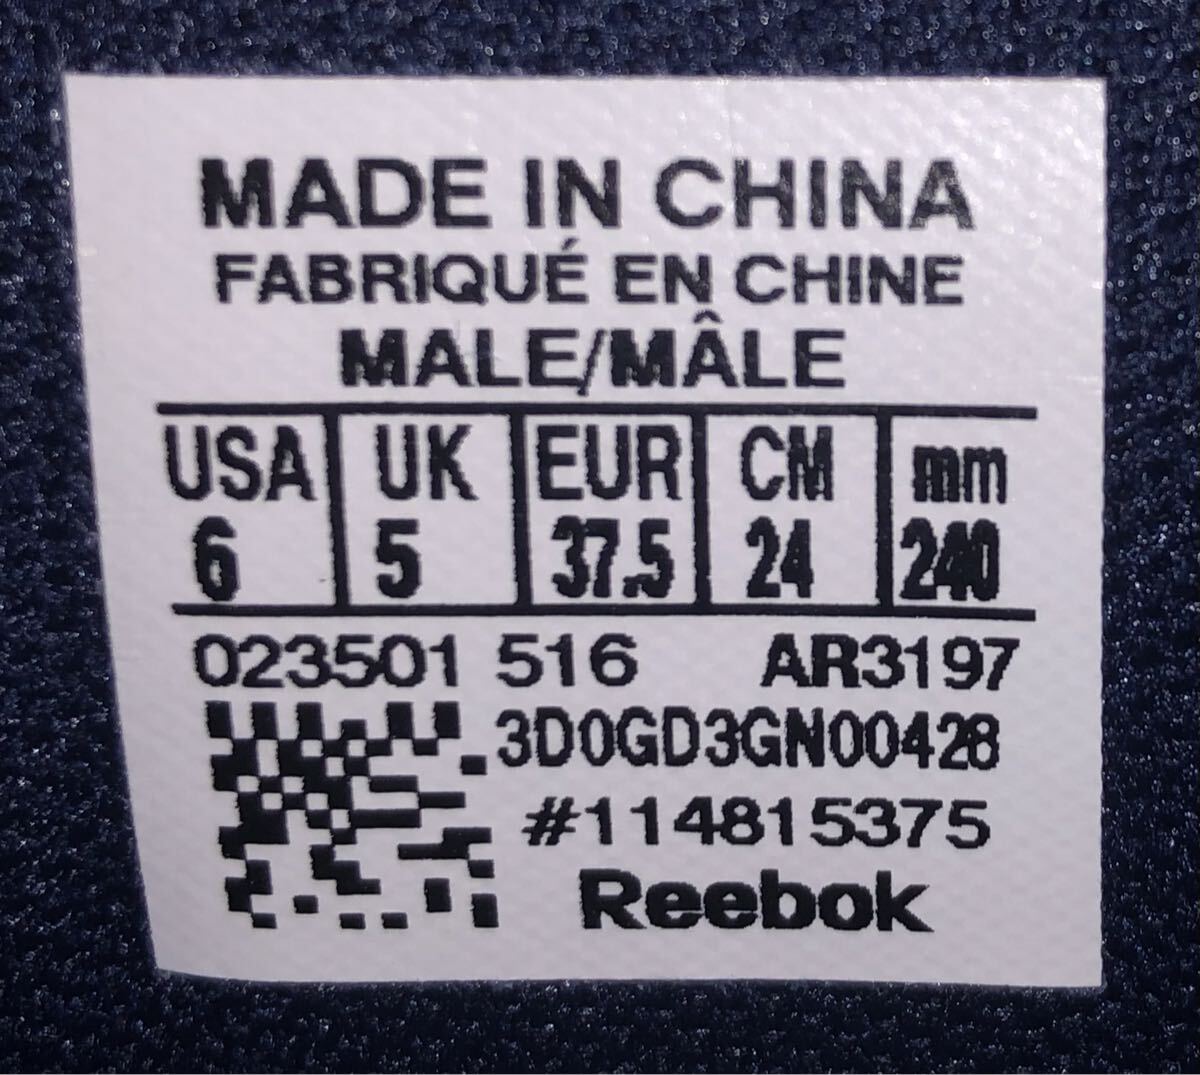 MADE IN CHINA
FABRIQUÉ EN CHINE
MALE/MÂLE
USA UK EUR CM mm
6 5 37.5 24 240
023501 516 AR3197
3D0GD3GN00428
#114815375
Reebok